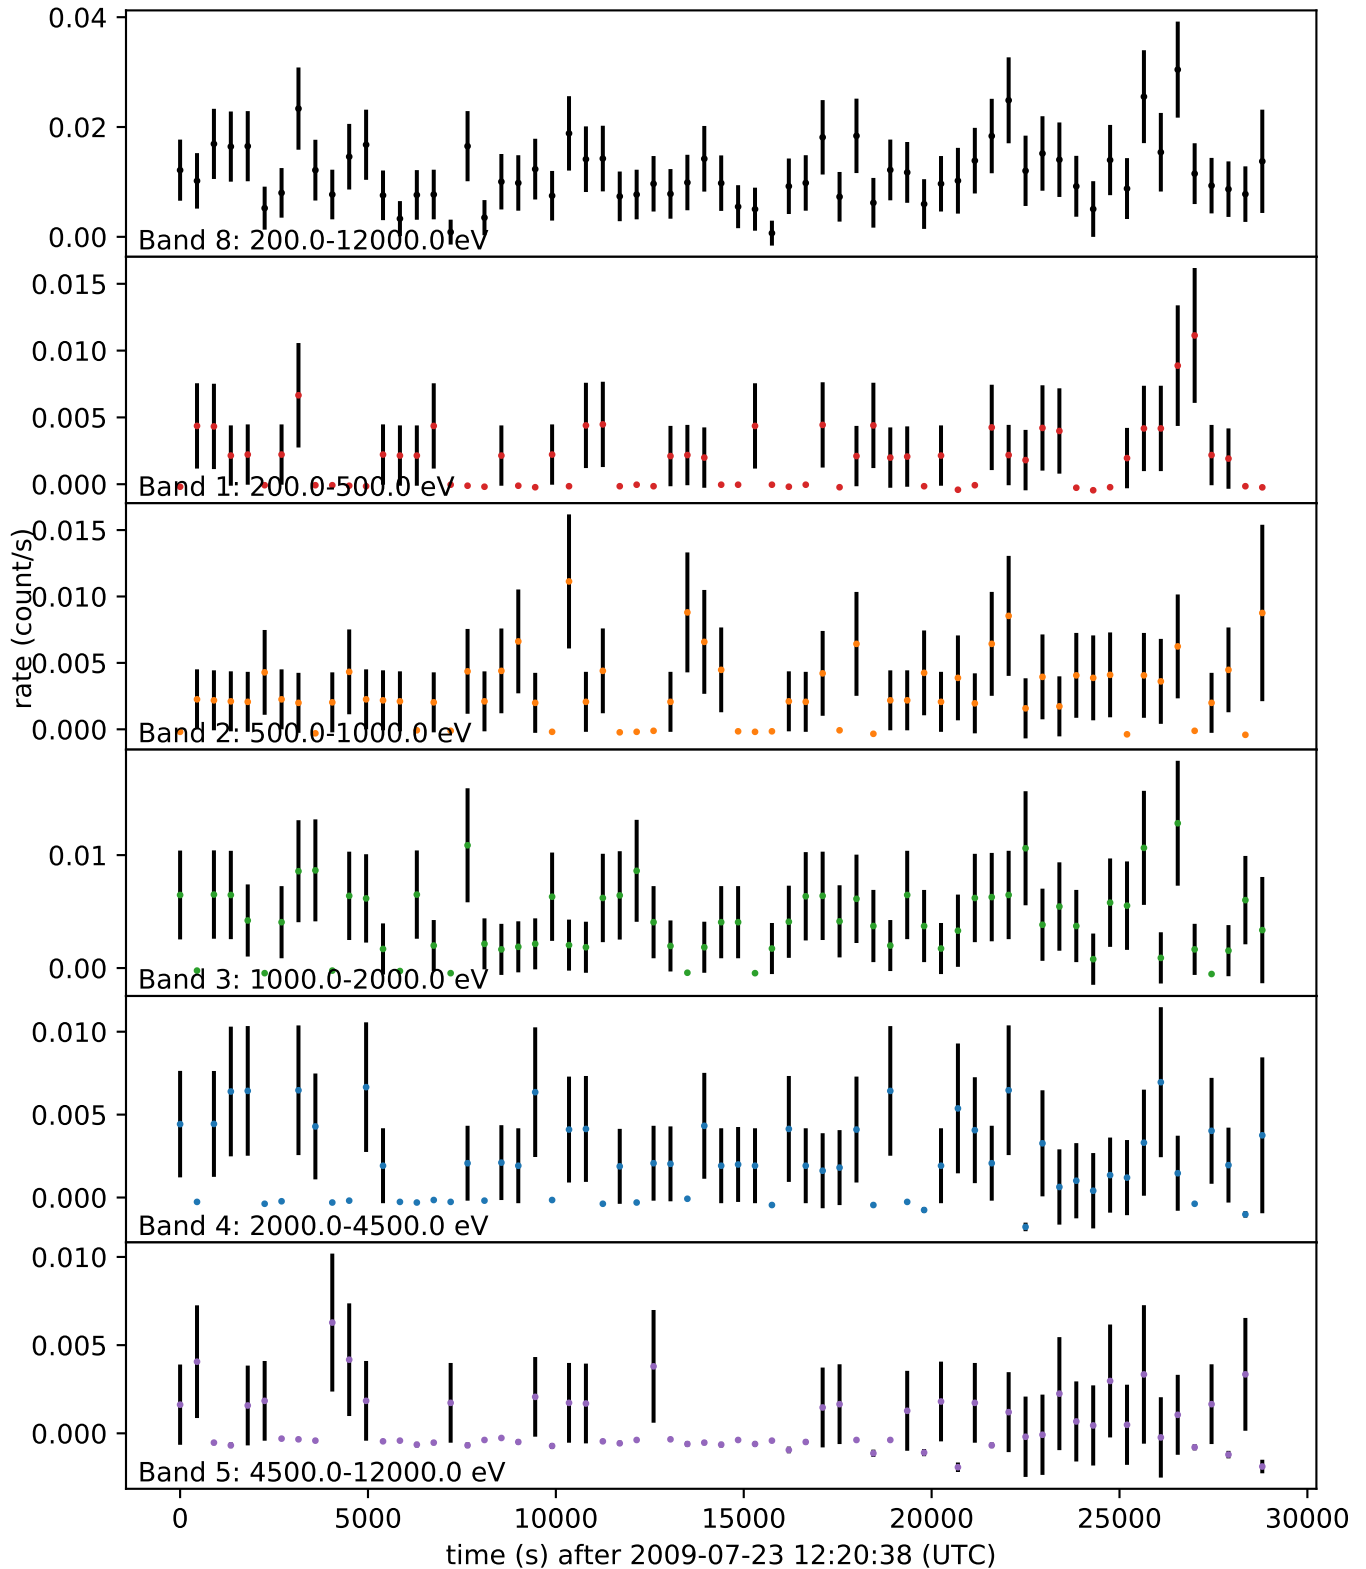 0.04
0.02
0.00
Band 8: 200.0-12000.0 eV
0.015
0.010
0.005
0.000
Band 1: 200.0-500.0 eV
rate (count/s)
0.015
0.010
0.005
0.000
Band 2: 500.0-1000.0 eV
0.01
0.00
Band 3: 1000.0-2000.0 eV
0.010
0.005
0.000
Band 4: 2000.0-4500.0 eV
0.010
0.005
0.000
Band 5: 4500.0-12000.0 eV
0 5000 10000 15000 20000 25000 30000
time (s) after 2009-07-23 12:20:38 (UTC)